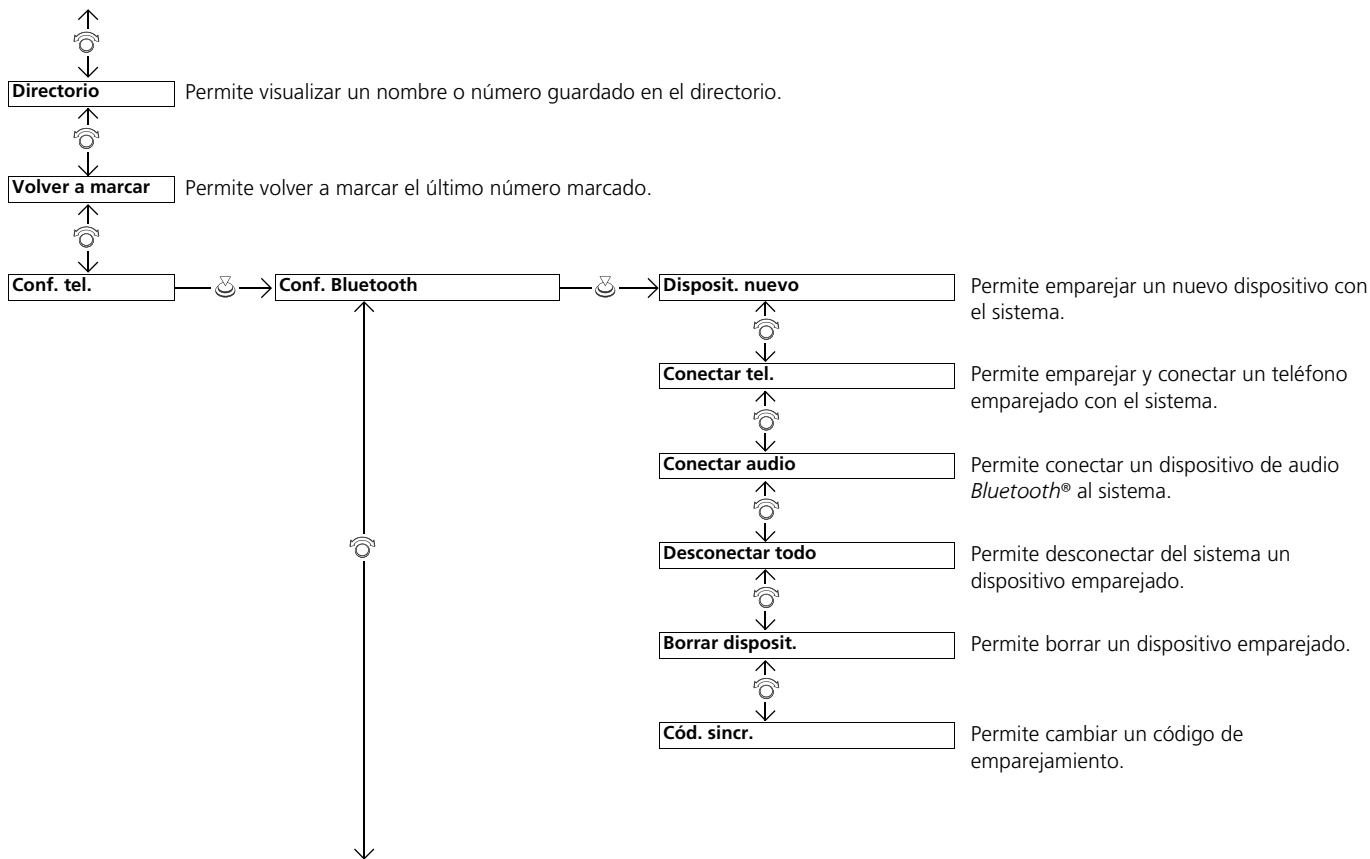 Directorio
Permite visualizar un nombre o número guardado en el directorio.
Volver a marcar
Permite volver a marcar el último número marcado.
Conf. tel.
Conf. Bluetooth
Disposit. nuevo
Permite emparejar un nuevo dispositivo con
el sistema.
Conectar tel.
Permite emparejar y conectar un teléfono
emparejado con el sistema.
Conectar audio
Permite conectar un dispositivo de audio
Bluetooth® al sistema.
Desconectar todo
Permite desconectar del sistema un
dispositivo emparejado.
Borrar disposit.
Permite borrar un dispositivo emparejado.
Cód. sincr.
Permite cambiar un código de
emparejamiento.